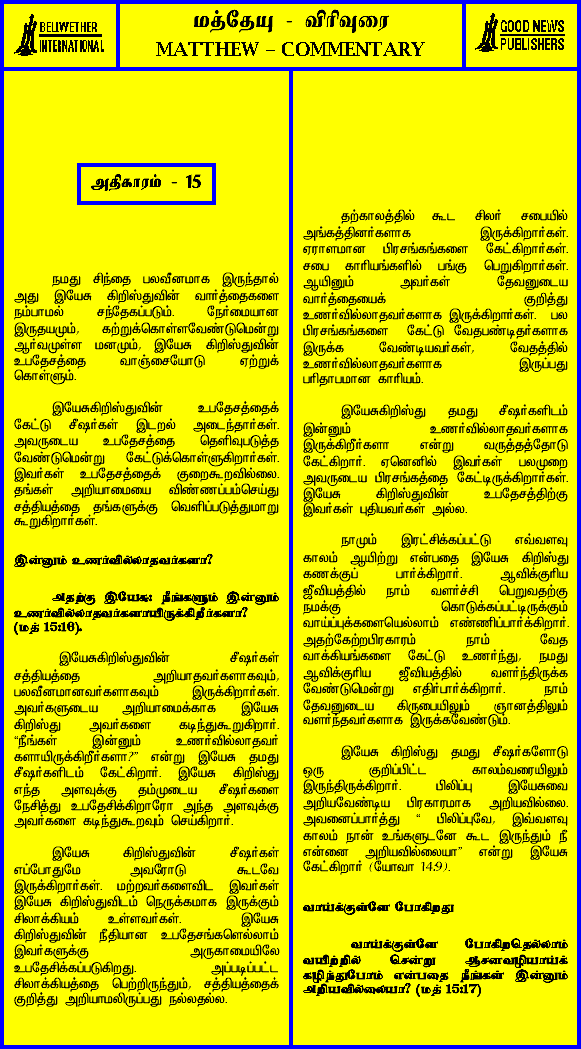 BELIWETHER
INTERNATIONAL
மத்தேயு - விரிவுரை
MATTHEW – COMMENTARY
GOOD NEWS
PUBLISHERS
அதிகாரம் - 15
நமது சிந்தை பலவீனமாக இருந்தால்
அது இயேசு கிறிஸ்துவின் வார்த்தைகளை
நம்பாமல் சந்தேகப்படும். நேர்மையான
இருதயமும், கற்றுக்கொள்ளவேண்டுமென்று
ஆர்வமுள்ள மனமும், இயேசு கிறிஸ்துவின்
உபதேசத்தை வாஞ்சையோடு ஏற்றுக்
கொள்ளும்.
இயேசுகிறிஸ்துவின் உபதேசத்தைக்
கேட்டு சீஷர்கள் இடறல் அடைந்தார்கள்.
அவருடைய உபதேசத்தை தெளிவுபடுத்த
வேண்டுமென்று கேட்டுக்கொள்ளுகிறார்கள்.
இவர்கள் உபதேசத்தைக் குறைகூறவில்லை.
தங்கள் அறியாமையை விண்ணப்பம்செய்து
சத்தியத்தை தங்களுக்கு வெளிப்படுத்துமாறு
கூறுகிறார்கள்.
இன்னும் உணர்வில்லாதவர்களா?
அதற்கு இயேசு: நீங்களும் இன்னும்
உணர்வில்லாதவர்களாயிருக்கிறீர்களா?
(மத் 15:16).
இயேசுகிறிஸ்துவின் சீஷர்கள்
சத்தியத்தை அறியாதவர்களாகவும்,
பலவீனமானவர்களாகவும் இருக்கிறார்கள்.
அவர்களுடைய அறியாமைக்காக இயேசு
கிறிஸ்து அவர்களை கடிந்துகூறுகிறார்.
“நீங்கள் இன்னும் உணர்வில்லாதவர்
களாயிருக்கிறீர்களா?” என்று இயேசு தமது
சீஷர்களிடம் கேட்கிறார். இயேசு கிறிஸ்து
எந்த அளவுக்கு தம்முடைய சீஷர்களை
நேசித்து உபதேசிக்கிறாரோ அந்த அளவுக்கு
அவர்களை கடிந்துகூறவும் செய்கிறார்.
இயேசு கிறிஸ்துவின் சீஷர்கள்
எப்போதுமே அவரோடு கூடவே
இருக்கிறார்கள். மற்றவர்களைவிட இவர்கள்
இயேசு கிறிஸ்துவிடம் நெருக்கமாக இருக்கும்
சிலாக்கியம் உள்ளவர்கள். இயேசு
கிறிஸ்துவின் நீதியான உபதேசங்களெல்லாம்
இவர்களுக்கு அருகாமையிலே
உபதேசிக்கப்படுகிறது. அப்படிப்பட்ட
சிலாக்கியத்தை பெற்றிருந்தும், சத்தியத்தைக்
குறித்து அறியாமலிருப்பது நல்லதல்ல.
தற்காலத்தில் கூட சிலர் சபையில்
அங்கத்தினர்களாக இருக்கிறார்கள்.
ஏராளமான பிரசங்கங்களை கேட்கிறார்கள்.
சபை காரியங்களில் பங்கு பெறுகிறார்கள்.
ஆயினும் அவர்கள் தேவனுடைய
வார்த்தையைக் குறித்து
உணர்வில்லாதவர்களாக இருக்கிறார்கள். பல
பிரசங்கங்களை கேட்டு வேதபண்டிதர்களாக
இருக்க வேண்டியவர்கள், வேதத்தில்
உணர்வில்லாதவர்களாக இருப்பது
பரிதாபமான காரியம்.
இயேசுகிறிஸ்து தமது சீஷர்களிடம்
இன்னும் உணர்வில்லாதவர்களாக
இருக்கிறீர்களா என்று வருத்தத்தோடு
கேட்கிறார். ஏனெனில் இவர்கள் பலமுறை
அவருடைய பிரசங்கத்தை கேட்டிருக்கிறார்கள்.
இயேசு கிறிஸ்துவின் உபதேசத்திற்கு
இவர்கள் புதியவர்கள் அல்ல.
நாமும் இரட்சிக்கப்பட்டு எவ்வளவு
காலம் ஆயிற்று என்பதை இயேசு கிறிஸ்து
கணக்குப் பார்க்கிறார். ஆவிக்குரிய
ஜீவியத்தில் நாம் வளர்ச்சி பெறுவதற்கு
நமக்கு கொடுக்கப்பட்டிருக்கும்
வாய்ப்புக்களையெல்லாம் எண்ணிப்பார்க்கிறார்.
அதற்கேற்றபிரகாரம் நாம் வேத
வாக்கியங்களை கேட்டு உணர்ந்து, நமது
ஆவிக்குரிய ஜீவியத்தில் வளர்ந்திருக்க
வேண்டுமென்று எதிர்பார்க்கிறார். நாம்
தேவனுடைய கிருபையிலும் ஞானத்திலும்
வளர்ந்தவர்களாக இருக்கவேண்டும்.
இயேசு கிறிஸ்து தமது சீஷர்களோடு
ஒரு குறிப்பிட்ட காலம்வரையிலும்
இருந்திருக்கிறார். பிலிப்பு இயேசுவை
அறியவேண்டிய பிரகாரமாக அறியவில்லை.
அவனைப்பார்த்து “ பிலிப்புவே, இவ்வளவு
காலம் நான் உங்களுடனே கூட இருந்தும் நீ
என்னை அறியவில்லையா” என்று இயேசு
கேட்கிறார் (யோவா 14:9).
வாய்க்குள்ளே போகிறது
வாய்க்குள்ளே போகிறதெல்லாம்
வயிற்றில் சென்று ஆசனவழியாய்க்
கழிந்துபோம் என்பதை நீங்கள் இன்னும்
அறியவில்லையா? (மத் 15:17)